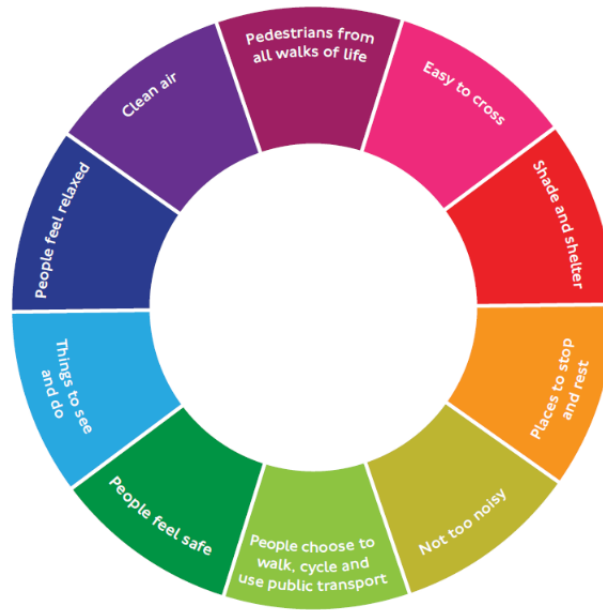 Pedestrians from
all walks of life
Easy to cross
Shade and shelter
Places to stop
and rest
Not too noisy
People choose to
walk, cycle and
use public transport
People feel safe
Things to see
and do
People feel relaxed
Clean air